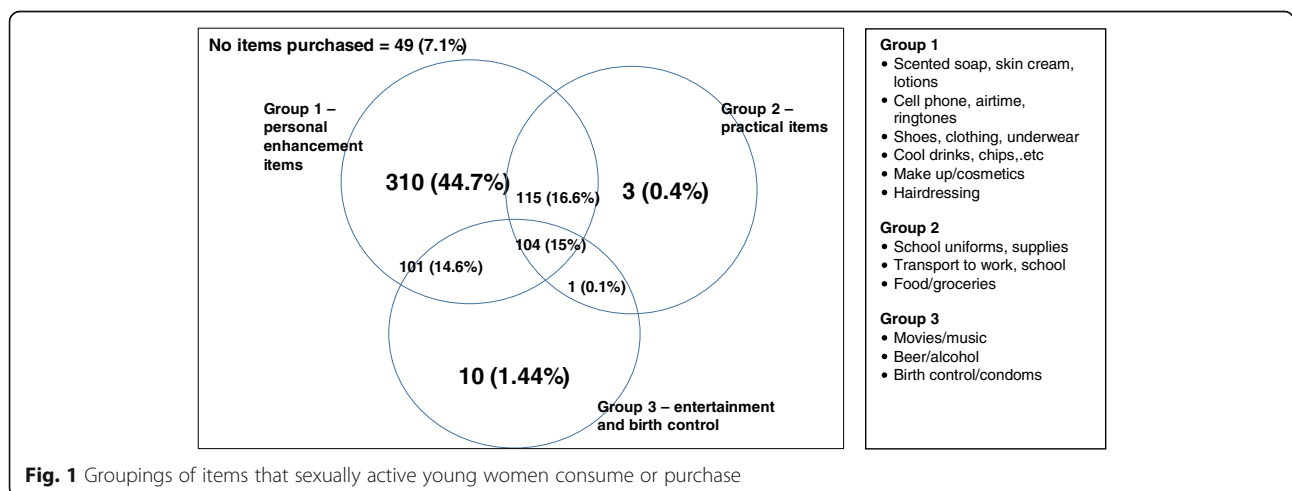 No items purchased = 49 (7.1%)
Group 1 –
personal
enhancement
items
Group 2 –
practical items
310 (44.7%)
115 (16.6%)
3 (0.4%)
104 (15%)
101 (14.6%)
1 (0.1%)
10 (1.44%)
Group 3 – entertainment
and birth control
Group 1
• Scented soap, skin cream,
lotions
• Cell phone, airtime,
ringtones
• Shoes, clothing, underwear
• Cool drinks, chips,.etc
• Make up/cosmetics
• Hairdressing
Group 2
• School uniforms, supplies
• Transport to work, school
• Food/groceries
Group 3
• Movies/music
• Beer/alcohol
• Birth control/condoms
Fig. 1 Groupings of items that sexually active young women consume or purchase